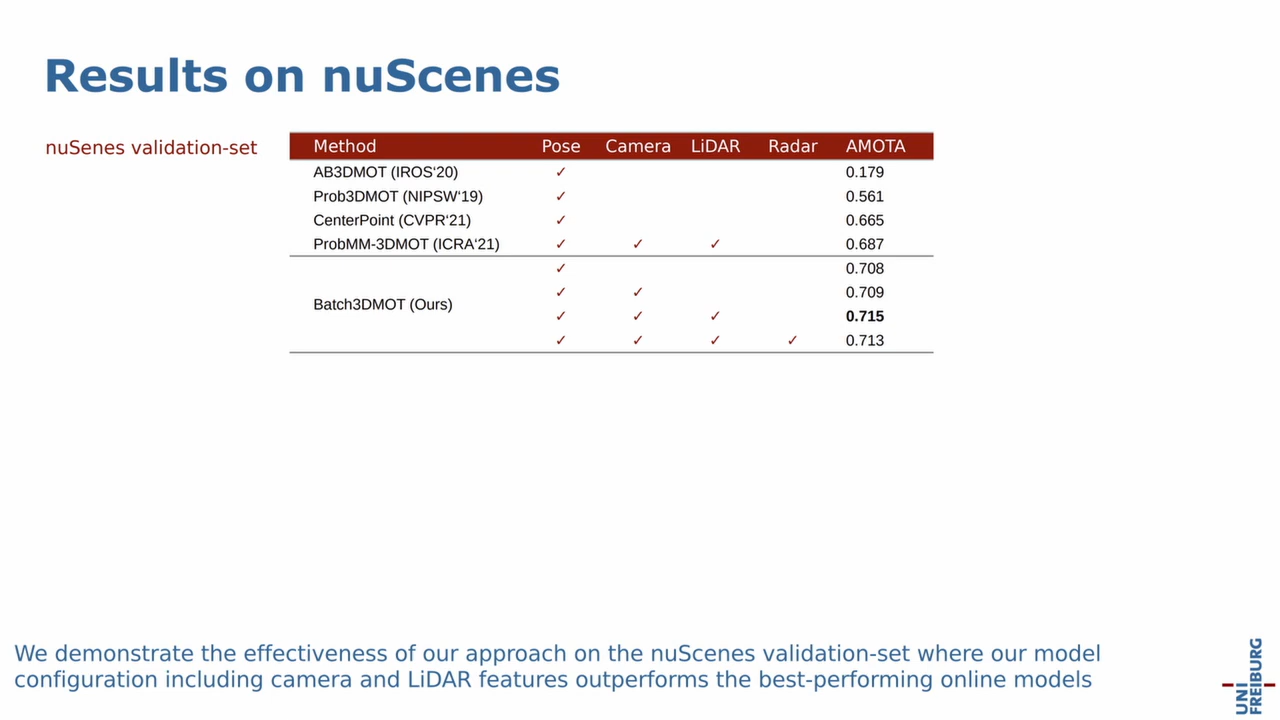 Results on nuScenes
nuSenes validation-set
Method Pose Camera LiDAR Radar AMOTA
AB3DMOT (IROS‘20) ✓ 0.179
Prob3DMOT (NIPSW‘19) ✓ 0.561
CenterPoint (CVPR‘21) ✓ 0.665
ProbMM-3DMOT (ICRA‘21) ✓ ✓ ✓ 0.687
✓ 0.708
✓ ✓ 0.709
Batch3DMOT (Ours)
✓ ✓ ✓ 0.715
✓ ✓ ✓ ✓ 0.713
We demonstrate the effectiveness of our approach on the nuScenes validation-set where our model
configuration including camera and LiDAR features outperforms the best-performing online models
UNI
FREIBURG